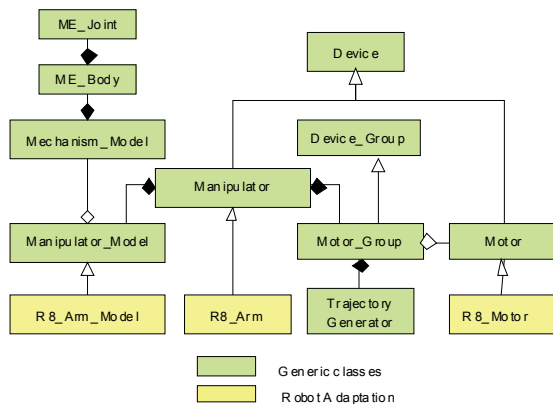 ME_Joint
Device
ME_Body
Mechanism_Model
Device_Group
Manipulator
Manipulator_Model
Motor_Group
Motor
R8_Arm_Model
R8_Arm
Trajectory
Generator
R8_Motor
Generic classes
Robot Adaptation